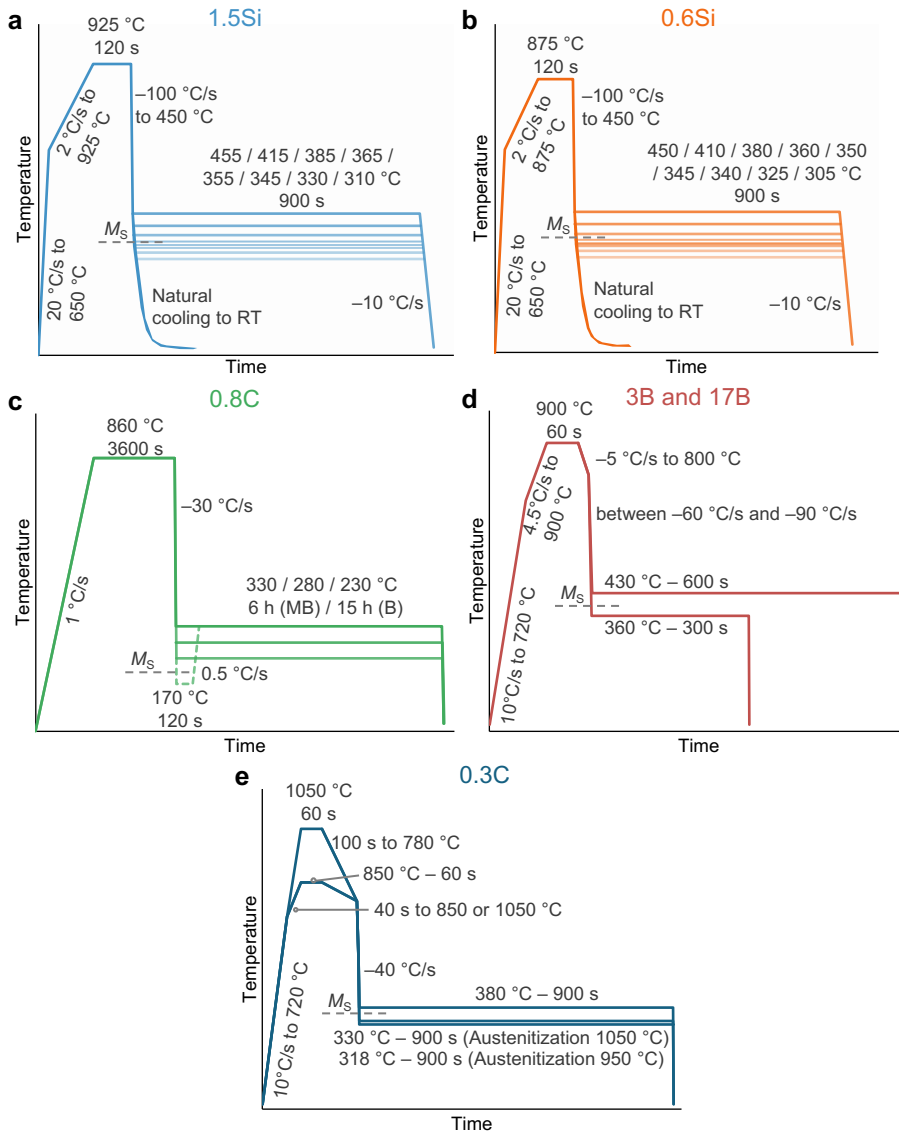 a
1.5Si
925 °C
120 s
2 °C/s to
925 °C
–100 °C/s
to 450 °C
455 / 415 / 385 / 365 /
355 / 345 / 330 / 310 °C
900 s
MS
20 °C/s to
650 °C
Natural
cooling to RT
–10 °C/s
Temperature
Time
b
0.6Si
875 °C
120 s
2 °C/s to
875 °C
–100 °C/s
to 450 °C
450 / 410 / 380 / 360 / 350
/ 345 / 340 / 325 / 305 °C
900 s
MS
20 °C/s to
650 °C
Natural
cooling to RT
–10 °C/s
Temperature
Time
c
0.8C
860 °C
3600 s
–30 °C/s
1 °C/s
330 / 280 / 230 °C
6 h (MB) / 15 h (B)
MS
0.5 °C/s
170 °C
120 s
Temperature
Time
d
3B and 17B
900 °C
60 s
–5 °C/s to 800 °C
4.5°C/s to
900 °C
between –60 °C/s and –90 °C/s
430 °C – 600 s
MS
360 °C – 300 s
10°C/s to 720 °C
Temperature
Time
e
0.3C
1050 °C
60 s
100 s to 780 °C
850 °C – 60 s
40 s to 850 or 1050 °C
–40 °C/s
10°C/s to 720 °C
MS
380 °C – 900 s
330 °C – 900 s (Austenitization 1050 °C)
318 °C – 900 s (Austenitization 950 °C)
Temperature
Time